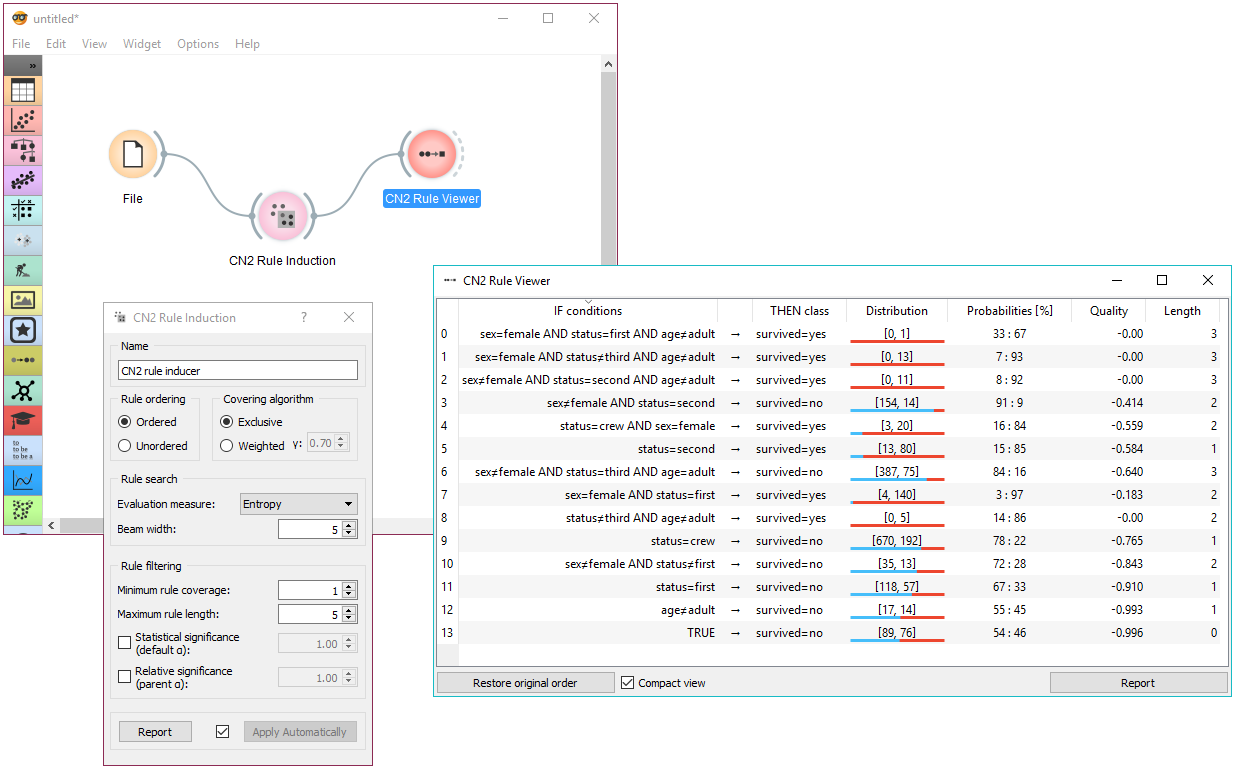 untitled*
File Edit View Widget Options Help
»
File
CN2 Rule Viewer
CN2 Rule Induction
to
to be
to be a
CN2 Rule Induction ?
Name
CN2 rule inducer
Rule ordering
Ordered
Unordered
Covering algorithm
Exclusive
Weighted γ: 0.70
Rule search
Evaluation measure: Entropy
Beam width: 5
Rule filtering
Minimum rule coverage: 1
Maximum rule length: 5
Statistical significance
(default α): 1.00
Relative significance
(parent α): 1.00
Report Apply Automatically
CN2 Rule Viewer
IF conditions THEN class Distribution Probabilities [%] Quality Length
0 sex=female AND status=first AND age≠adult → survived=yes [0, 1] 33 : 67 -0.00 3
1 sex=female AND status≠third AND age≠adult → survived=yes [0, 13] 7 : 93 -0.00 3
2 sex≠female AND status=second AND age≠adult → survived=yes [0, 11] 8 : 92 -0.00 3
3 sex≠female AND status=second → survived=no [154, 14] 91 : 9 -0.414 2
4 status=crew AND sex=female → survived=yes [3, 20] 16 : 84 -0.559 2
5 status=second → survived=yes [13, 80] 15 : 85 -0.584 1
6 sex≠female AND status=third AND age=adult → survived=no [387, 75] 84 : 16 -0.640 3
7 sex=female AND status=first → survived=yes [4, 140] 3 : 97 -0.183 2
8 status≠third AND age≠adult → survived=yes [0, 5] 14 : 86 -0.00 2
9 status=crew → survived=no [670, 192] 78 : 22 -0.765 1
10 sex≠female AND status≠first → survived=no [35, 13] 72 : 28 -0.843 2
11 status=first → survived=no [118, 57] 67 : 33 -0.910 1
12 age≠adult → survived=no [17, 14] 55 : 45 -0.993 1
13 TRUE → survived=no [89, 76] 54 : 46 -0.996 0
Restore original order Compact view Report